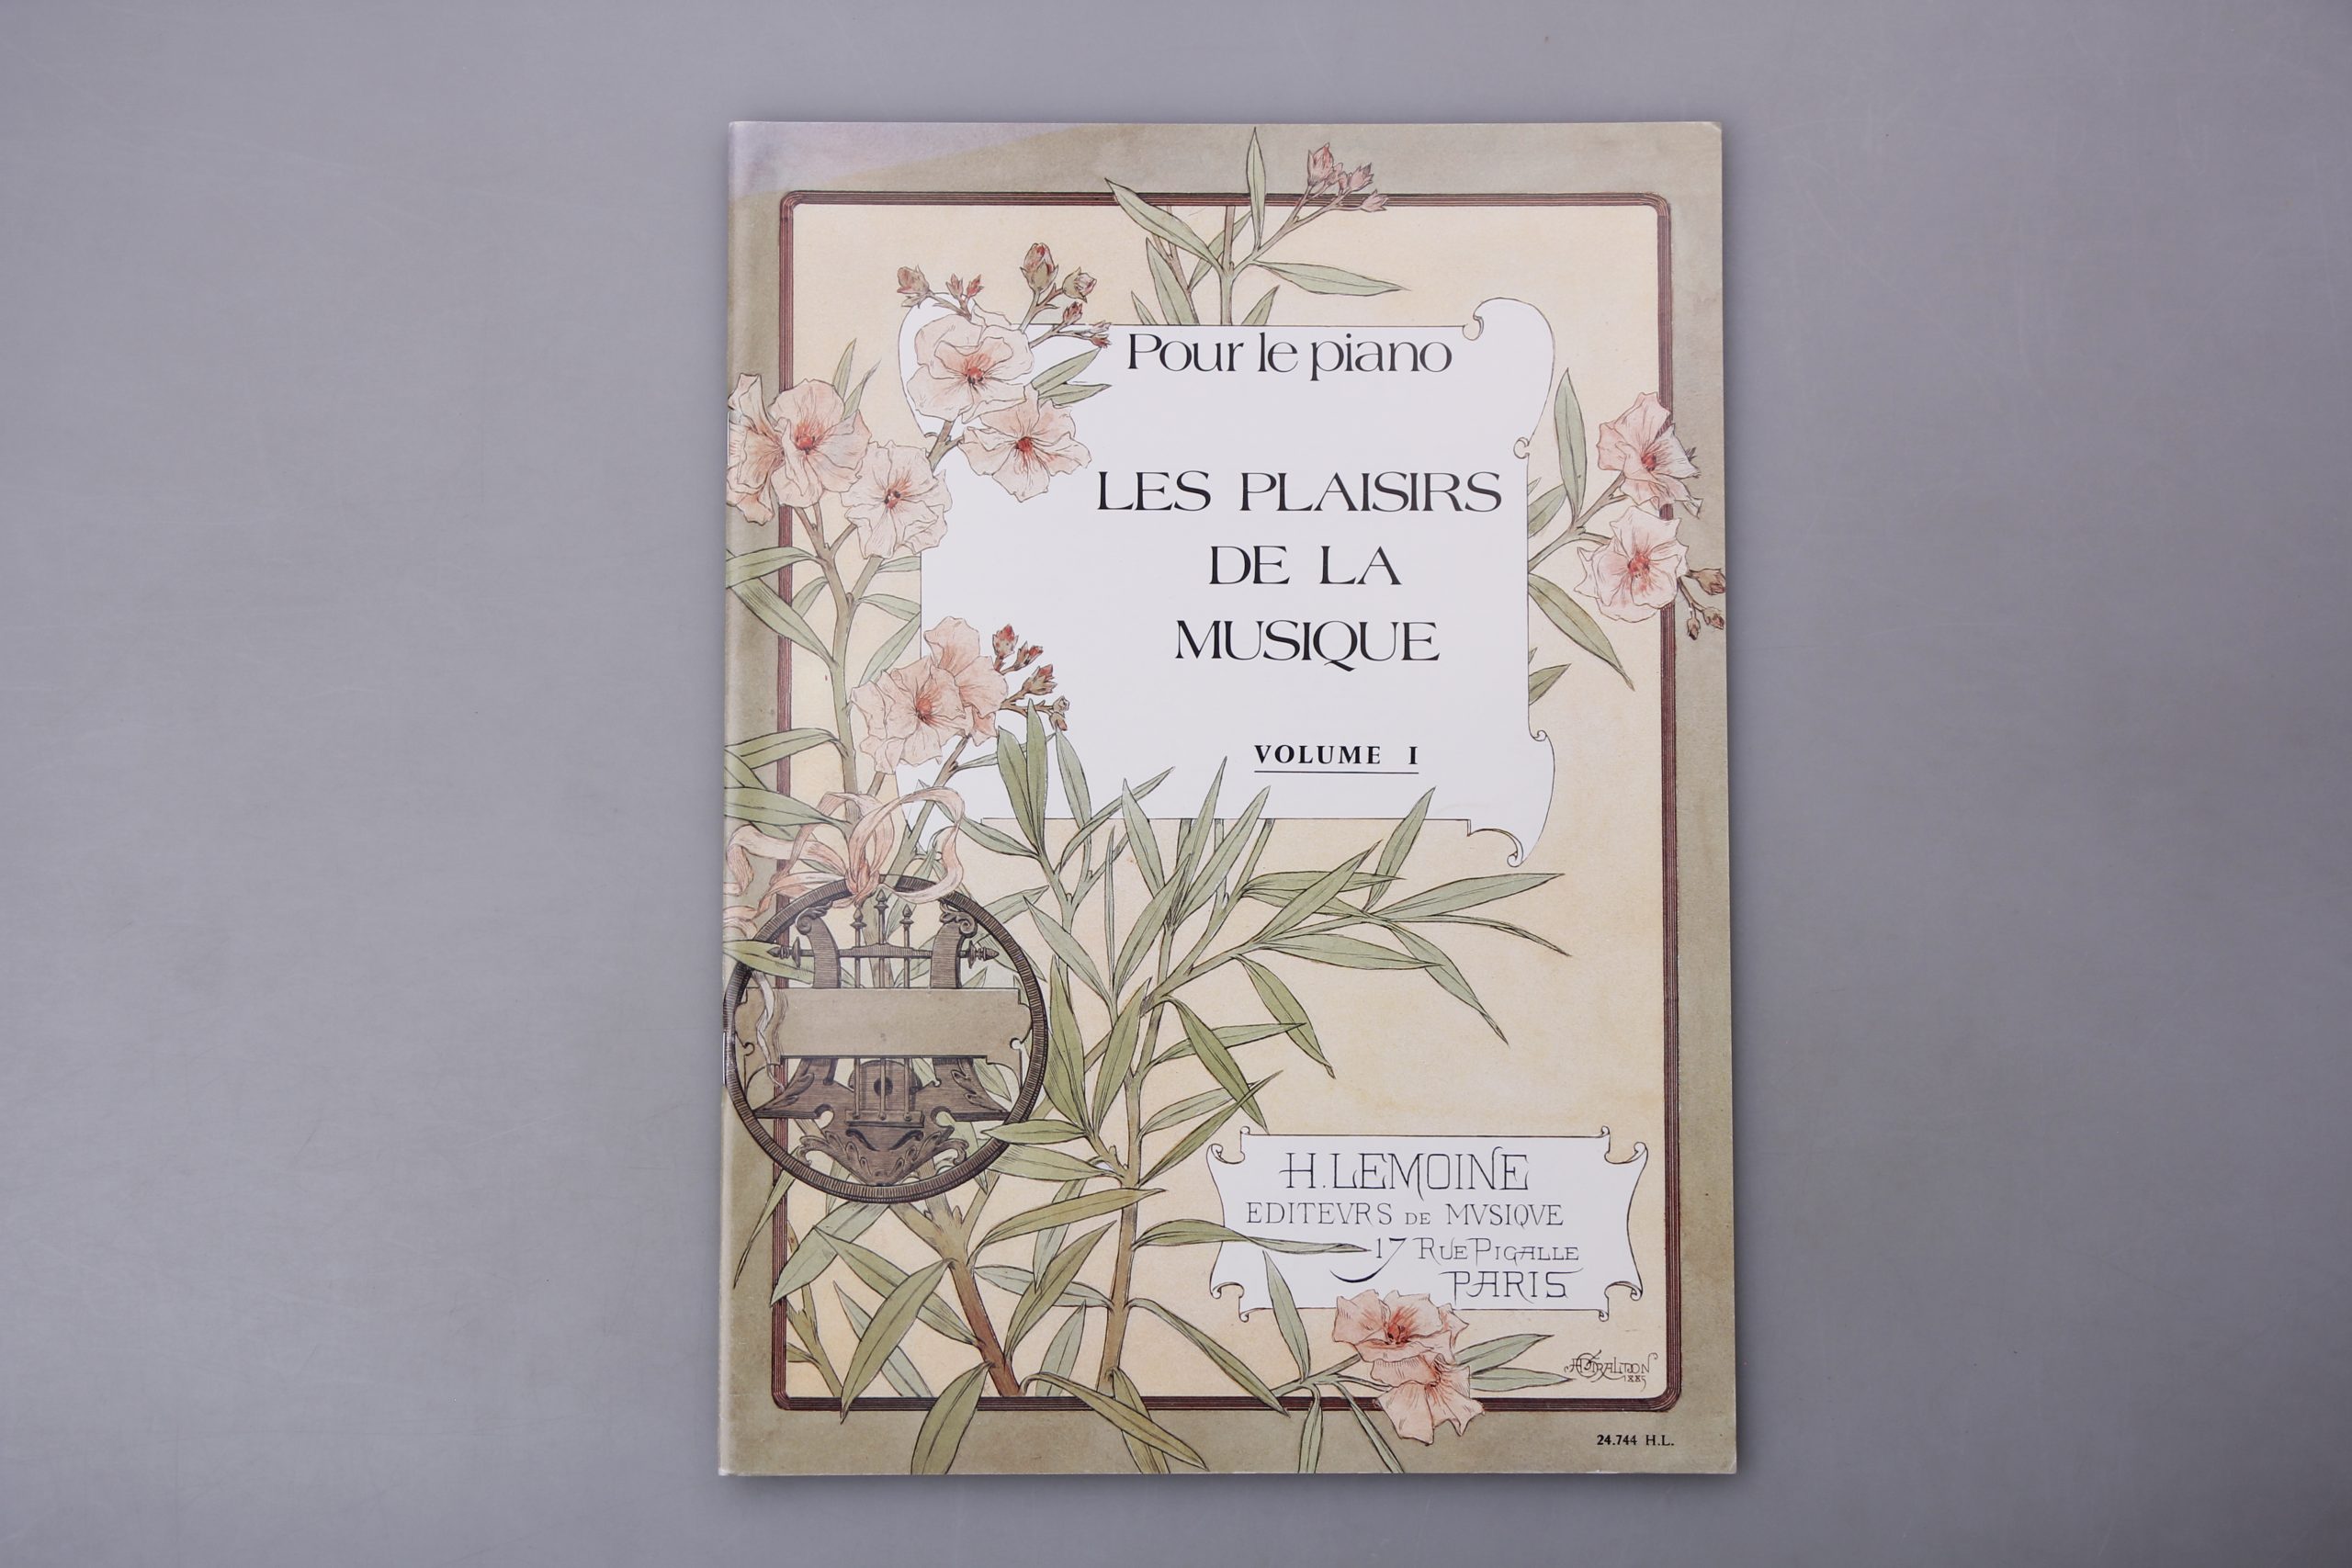 Pour le piano
LES PLAISIRS
DE LA
MUSIQUE
VOLUME I
H. LEMOINE
EDITEVRS DE MVSIQVE
17 RUE PIGALLE
PARIS
24.744 H.L.